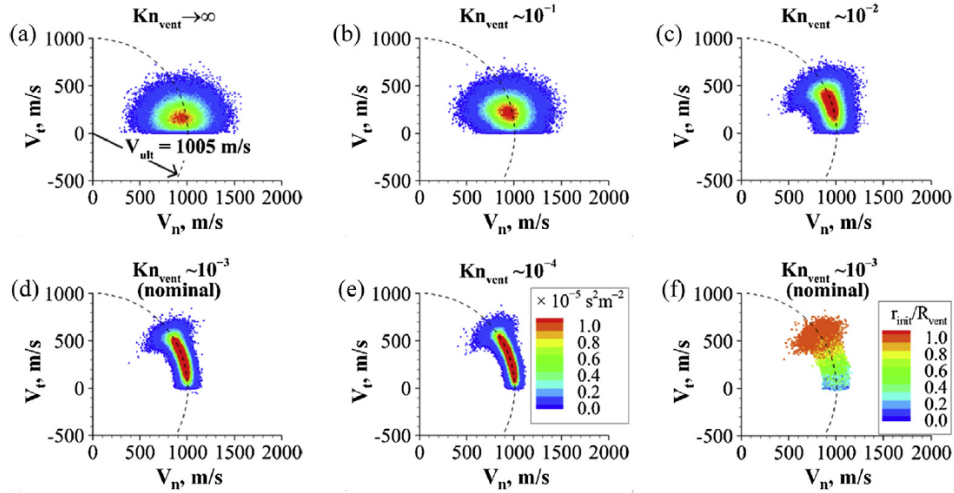 (a) Kn_vent →∞
1000
500
0
-500
V_t, m/s
V_ult = 1005 m/s
0 500 1000 1500 2000
V_n, m/s
(b) Kn_vent ~10⁻¹
1000
500
0
-500
V_t, m/s
0 500 1000 1500 2000
V_n, m/s
(c) Kn_vent ~10⁻²
1000
500
0
-500
V_t, m/s
0 500 1000 1500 2000
V_n, m/s
(d) Kn_vent ~10⁻³
(nominal)
1000
500
0
-500
V_t, m/s
0 500 1000 1500 2000
V_n, m/s
(e) Kn_vent ~10⁻⁴
1000
500
0
-500
V_t, m/s
× 10⁻⁵ s²m⁻²
1.0
0.8
0.6
0.4
0.2
0.0
0 500 1000 1500 2000
V_n, m/s
(f) Kn_vent ~10⁻³
(nominal)
1000
500
0
-500
V_t, m/s
r_init/R_vent
1.0
0.8
0.6
0.4
0.2
0.0
0 500 1000 1500 2000
V_n, m/s